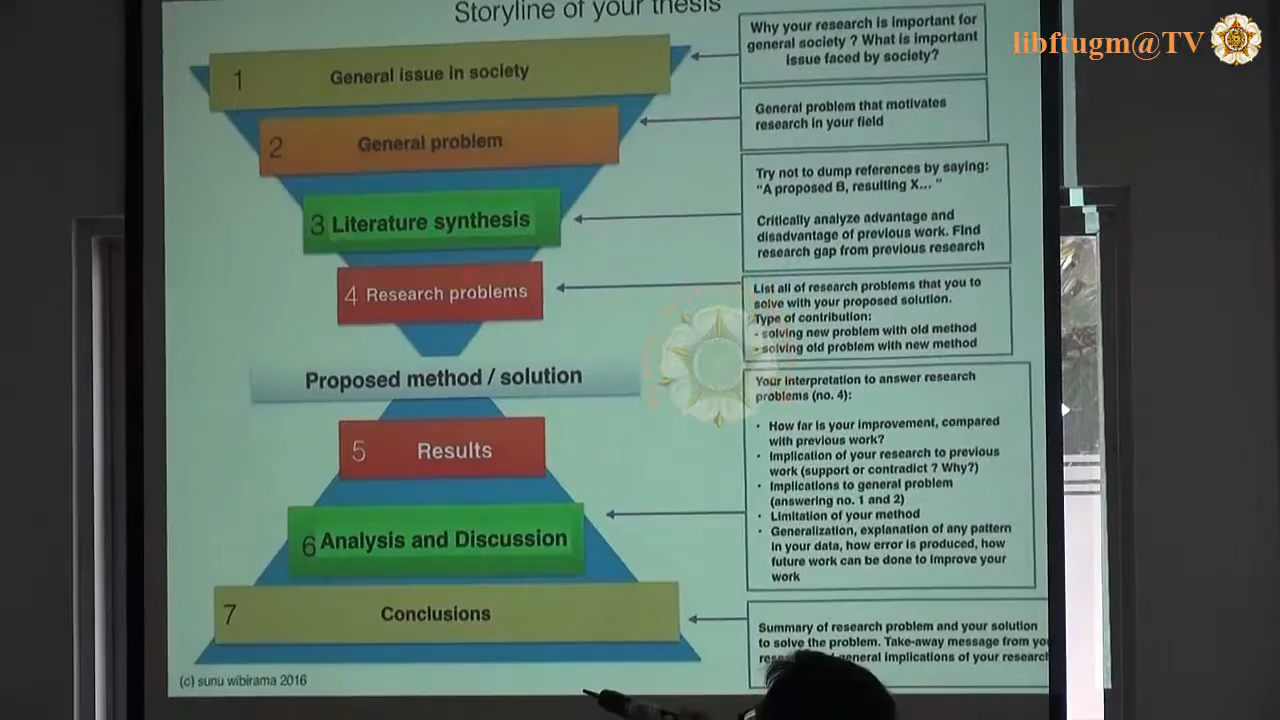 Storyline of your thesis
libftugm@TV
1 General issue in society
Why your research is important for
general society ? What is important
issue faced by society?
2 General problem
General problem that motivates
research in your field
3 Literature synthesis
Try not to dump references by saying:
“A proposed B, resulting X... ”
Critically analyze advantage and
disadvantage of previous work. Find
research gap from previous research
4 Research problems
List all of research problems that you to
solve with your proposed solution.
Type of contribution:
- solving new problem with old method
- solving old problem with new method
Proposed method / solution
5 Results
6 Analysis and Discussion
Your interpretation to answer research
problems (no. 4):
• How far is your improvement, compared
with previous work?
• Implication of your research to previous
work (support or contradict ? Why?)
• Implications to general problem
(answering no. 1 and 2)
• Limitation of your method
• Generalization, explanation of any pattern
in your data, how error is produced, how
future work can be done to improve your
work
7 Conclusions
Summary of research problem and your solution
to solve the problem. Take-away message from
general implications of your research
(c) sunu wibirama 2016